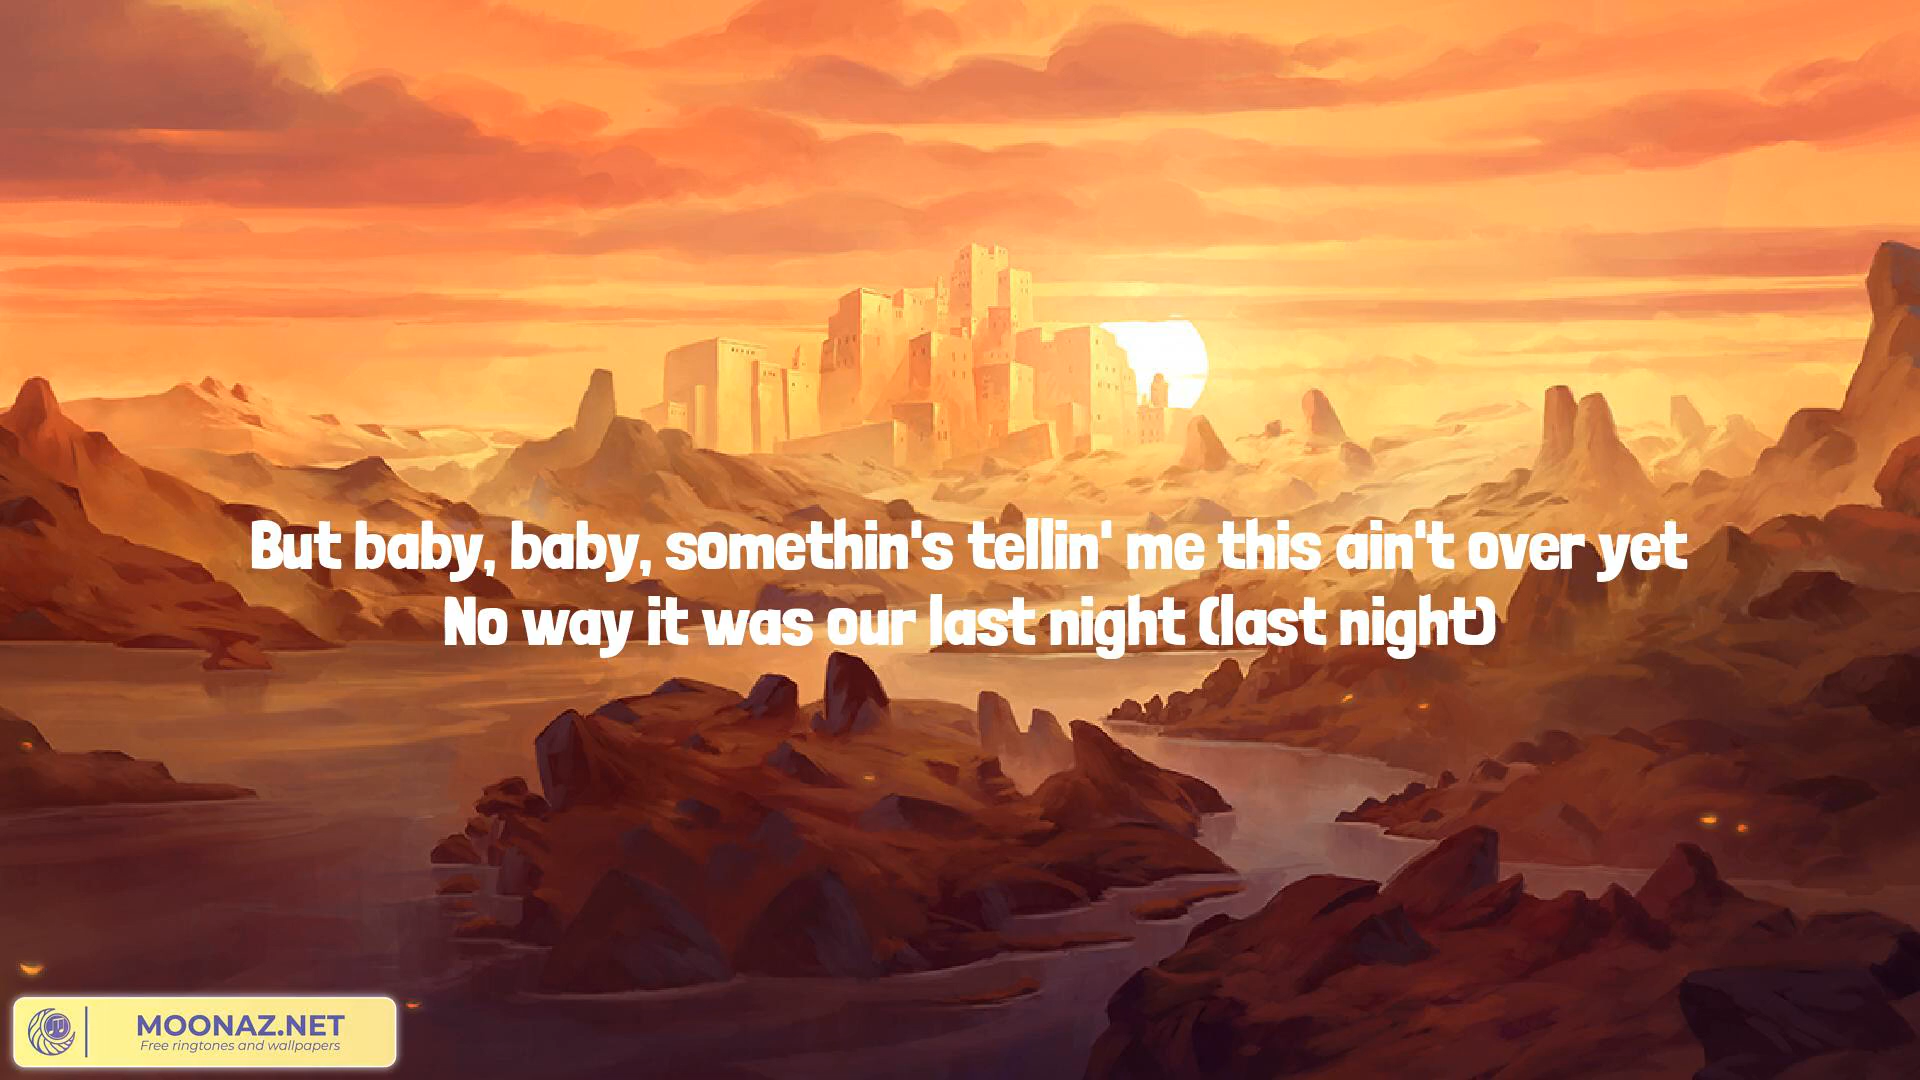 But baby, baby, somethin's tellin' me this ain't over yet
No way it was our last night (last night)
MOONAZ.NET
Free ringtones and wallpapers